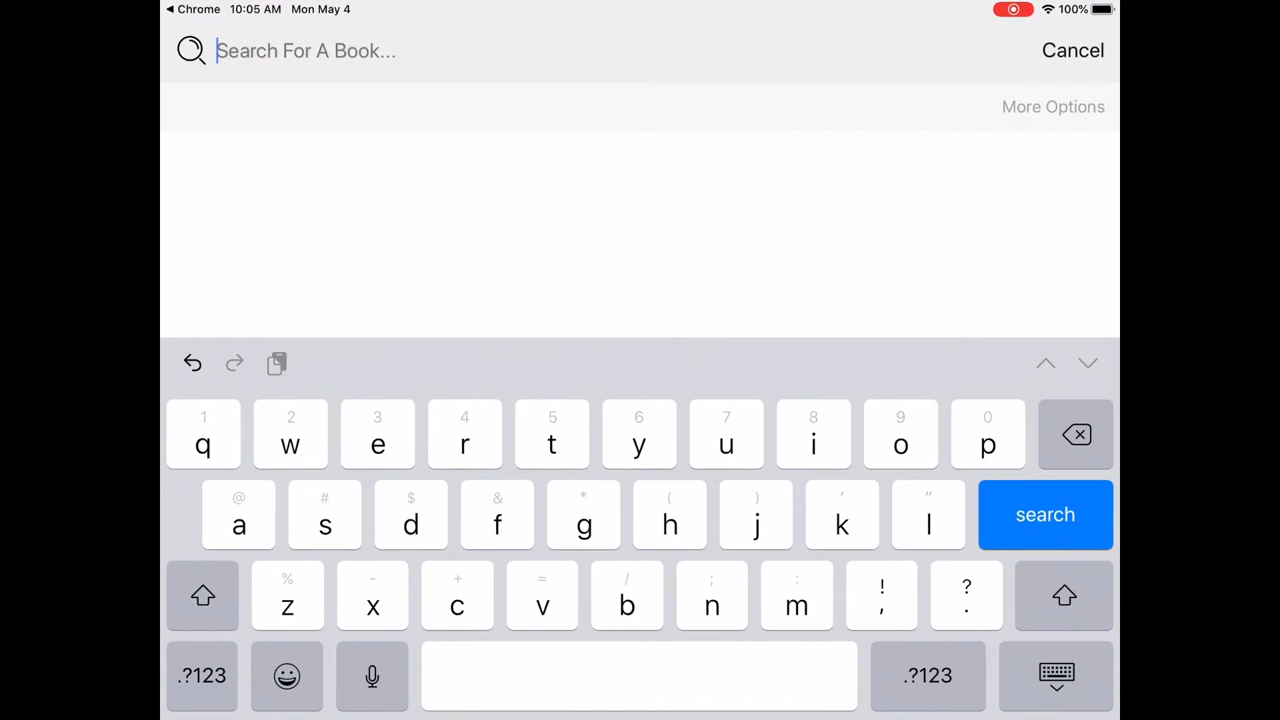 Chrome 10:05 AM Mon May 4 100%
Search For A Book... Cancel
More Options
1 2 3 4 5 6 7 8 9 0
q w e r t y u i o p
@ # $ & * ( ) ' "
a s d f g h j k l search
% - + = / ; : ! ?
z x c v b n m , .
.?123 .?123